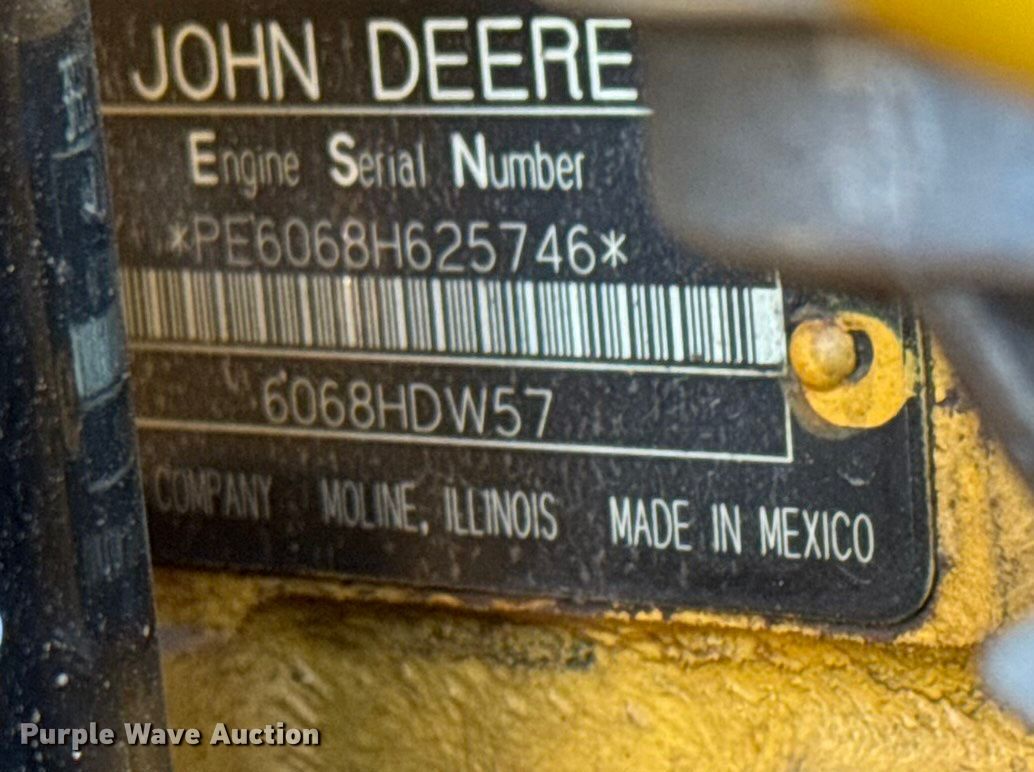 JOHN DEERE
Engine Serial Number
*PE6068H625746*
6068HDW57
COMPANY MOLINE, ILLINOIS MADE IN MEXICO
Purple Wave Auction